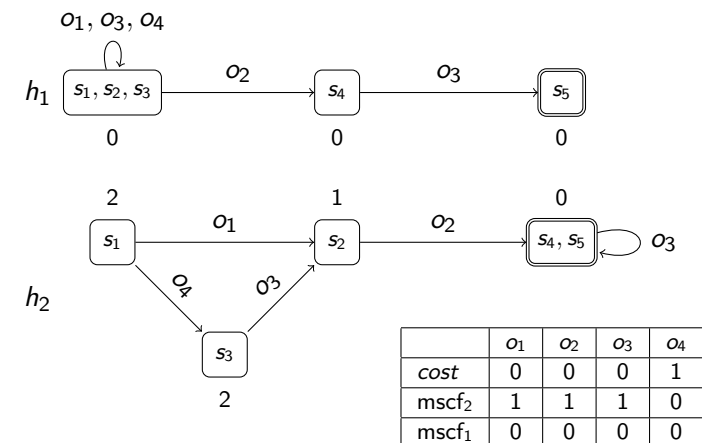 o₁, o₃, o₄
h₁ s₁, s₂, s₃ o₂ s₄ o₃ s₅
0 0 0
2 1 0
s₁ o₁ s₂ o₂ s₄, s₅ o₃
o₄ o₃
h₂
s₃
2
o₁ o₂ o₃ o₄
cost 0 0 0 1
mscf₂ 1 1 1 0
mscf₁ 0 0 0 0